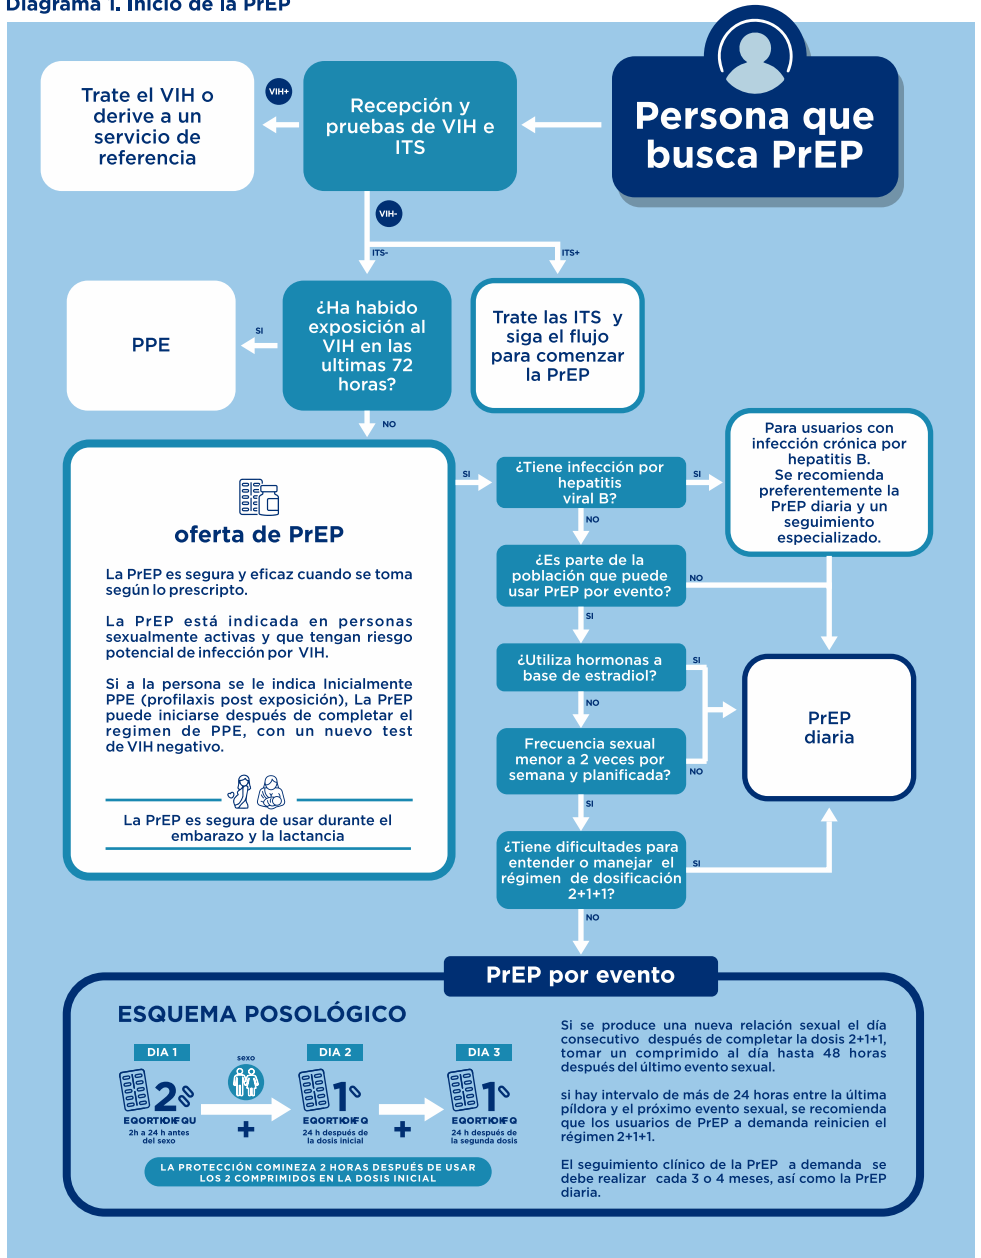 Diagrama 1. Inicio de la PrEP
Persona que
busca PrEP
Recepción y
pruebas de VIH e
ITS
VIH+
Trate el VIH o
derive a un
servicio de
referencia
VIH-
ITS-
ITS+
¿Ha habido
exposición al
VIH en las
ultimas 72
horas?
SI
PPE
Trate las ITS y
siga el flujo
para comenzar
la PrEP
NO
oferta de PrEP
La PrEP es segura y eficaz cuando se toma
según lo prescripto.
La PrEP está indicada en personas
sexualmente activas y que tengan riesgo
potencial de infección por VIH.
Si a la persona se le indica Inicialmente
PPE (profilaxis post exposición), La PrEP
puede iniciarse después de completar el
regimen de PPE, con un nuevo test
de VIH negativo.
La PrEP es segura de usar durante el
embarazo y la lactancia
SI
¿Tiene infección por
hepatitis
viral B?
SI
Para usuarios con
infección crónica por
hepatitis B.
Se recomienda
preferentemente la
PrEP diaria y un
seguimiento
especializado.
NO
¿Es parte de la
población que puede
usar PrEP por evento?
NO
SI
¿Utiliza hormonas a
base de estradiol?
SI
NO
Frecuencia sexual
menor a 2 veces por
semana y planificada?
NO
PrEP
diaria
SI
¿Tiene dificultades para
entender o manejar el
régimen de dosificación
2+1+1?
SI
NO
PrEP por evento
ESQUEMA POSOLÓGICO
DIA 1
2
2h a 24 h antes
del sexo
sexo
+
DIA 2
1
24 h después de
la dosis inicial
+
DIA 3
1
24 h después de
la segunda dosis
LA PROTECCIÓN COMINEZA 2 HORAS DESPUÉS DE USAR
LOS 2 COMPRIMIDOS EN LA DOSIS INICIAL
Si se produce una nueva relación sexual el día
consecutivo después de completar la dosis 2+1+1,
tomar un comprimido al día hasta 48 horas
después del último evento sexual.
si hay intervalo de más de 24 horas entre la última
píldora y el próximo evento sexual, se recomienda
que los usuarios de PrEP a demanda reinicien el
régimen 2+1+1.
El seguimiento clínico de la PrEP a demanda se
debe realizar cada 3 o 4 meses, así como la PrEP
diaria.